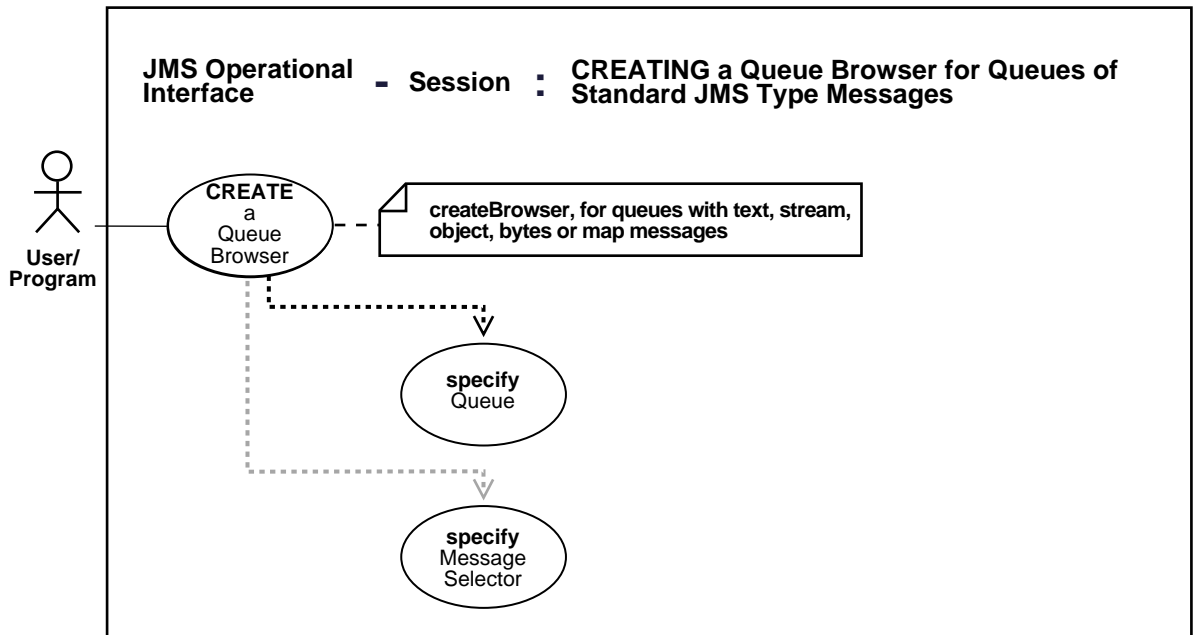 JMS Operational
Interface
- Session :
CREATING a Queue Browser for Queues of
Standard JMS Type Messages
User/
Program
CREATE
a
Queue
Browser
createBrowser, for queues with text, stream,
object, bytes or map messages
specify
Queue
specify
Message
Selector